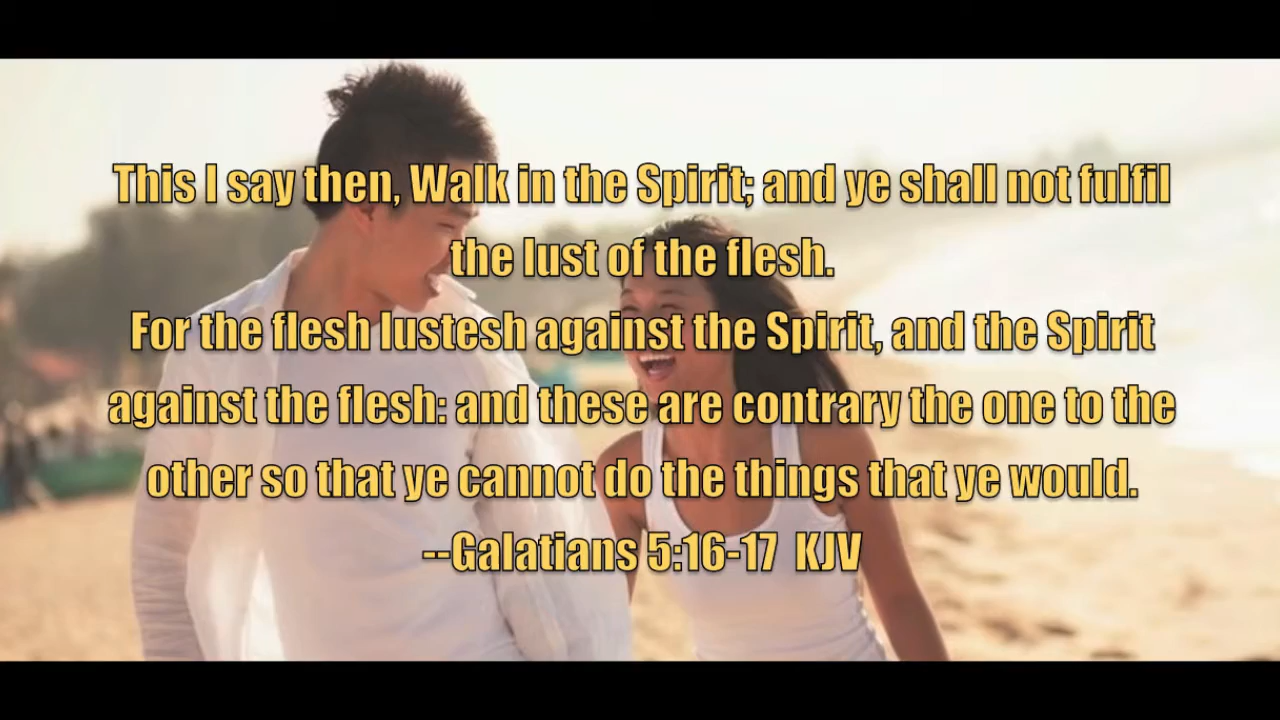 This I say then, Walk in the Spirit; and ye shall not fulfil
the lust of the flesh.
For the flesh lustesh against the Spirit, and the Spirit
against the flesh: and these are contrary the one to the
other so that ye cannot do the things that ye would.
--Galatians 5:16-17 KJV